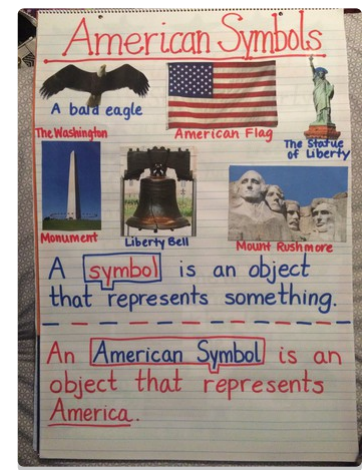 American Symbols
A bald eagle
American Flag
The Statue
of Liberty
The Washington
Monument
Liberty Bell
Mount Rushmore
A symbol is an object
that represents something.
An American Symbol is an
object that represents
America.